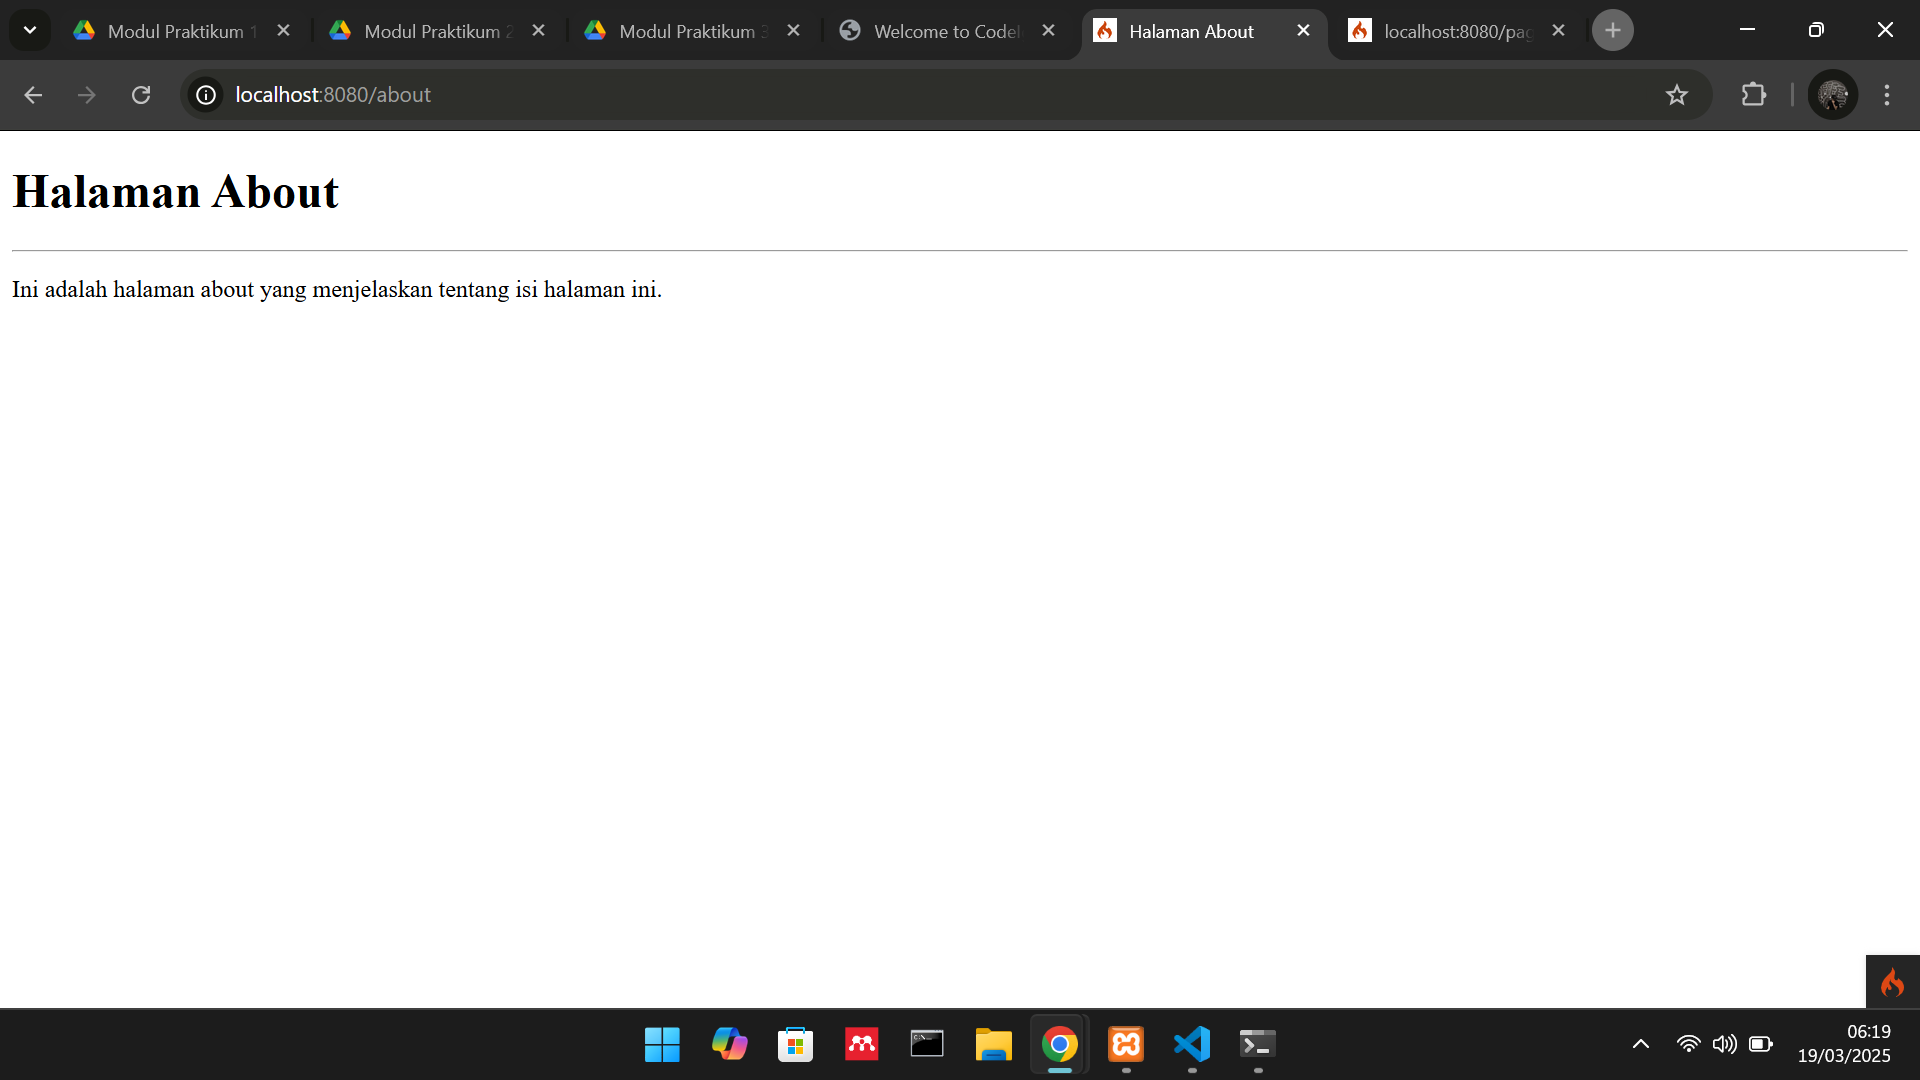 Modul Praktikum 1
Modul Praktikum 2
Modul Praktikum 3
Welcome to CodeI
Halaman About
localhost:8080/pag
localhost:8080/about
Halaman About
Ini adalah halaman about yang menjelaskan tentang isi halaman ini.
06:19
19/03/2025